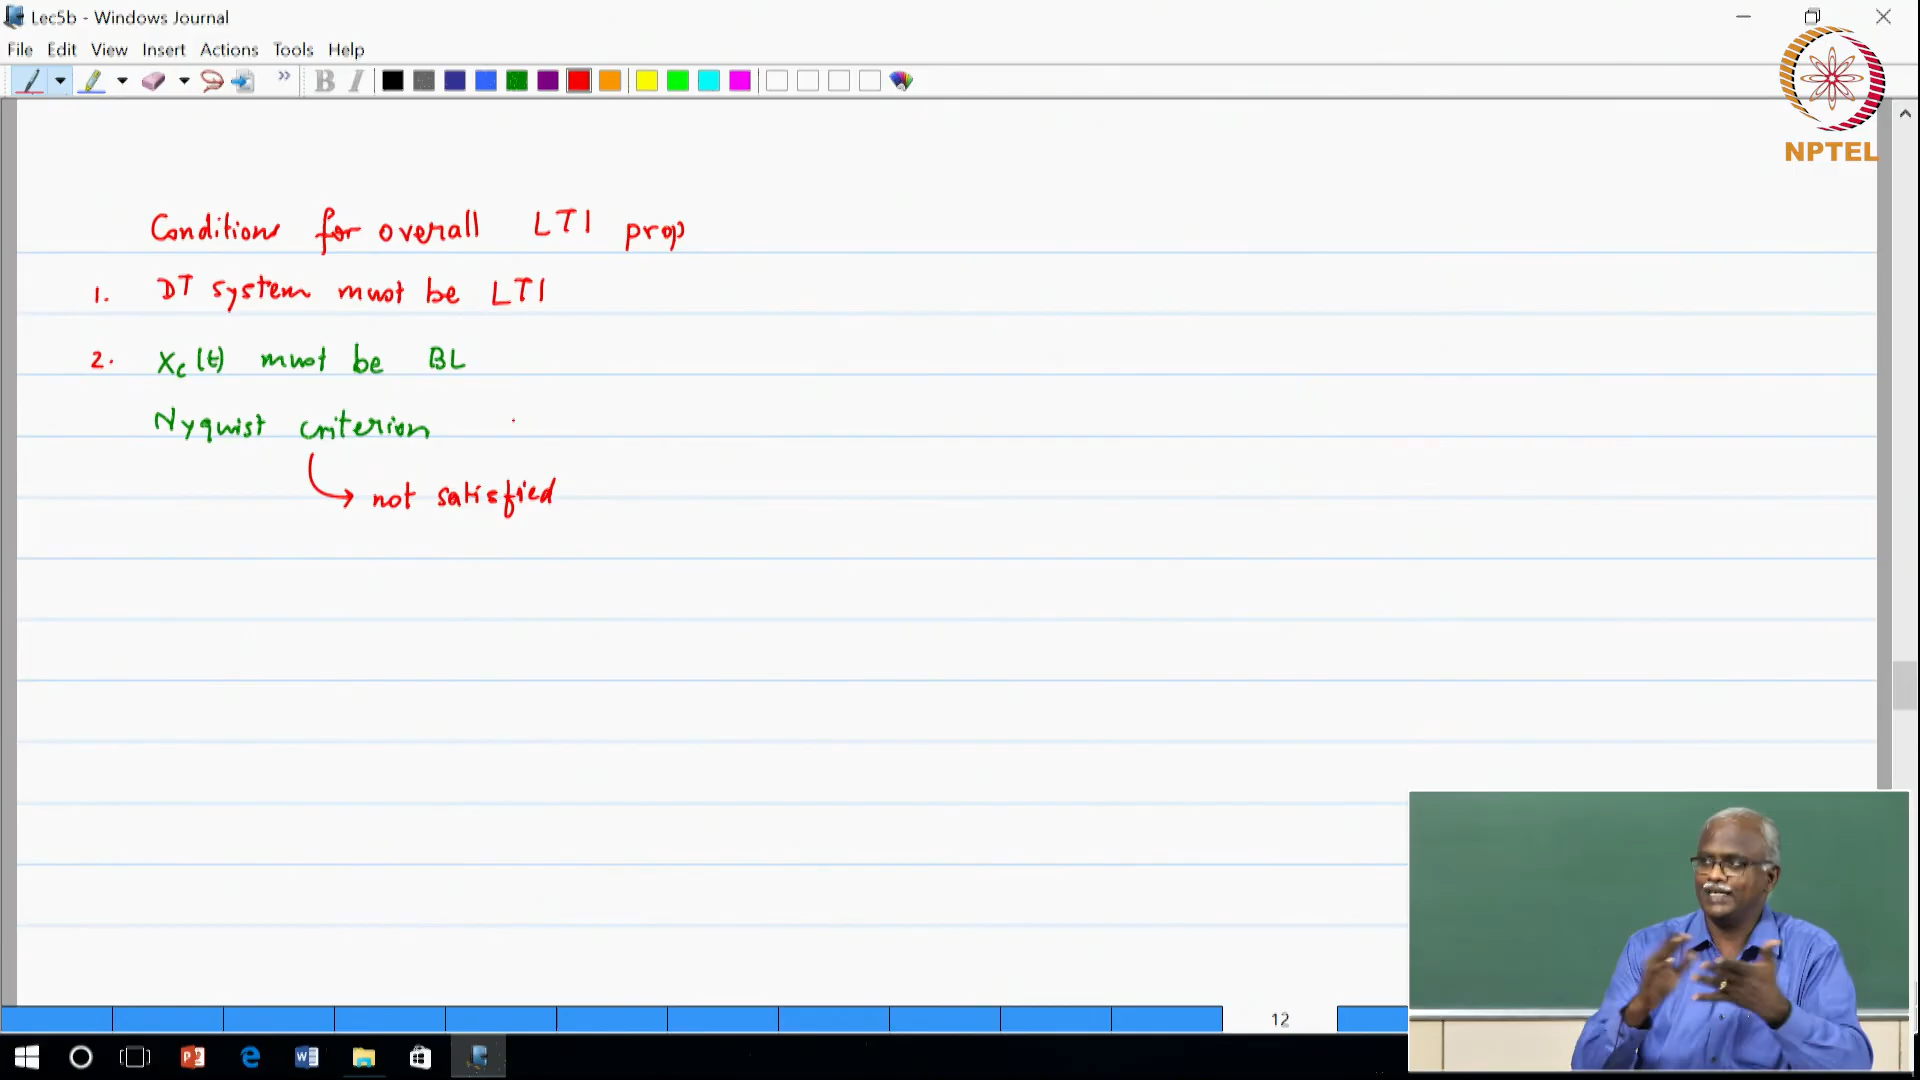 Lec5b - Windows Journal
File Edit View Insert Actions Tools Help
B I
NPTEL
Conditions for overall LTI prop
1. DT system must be LTI
2. xc(t) must be BL
Nyquist criterion
not satisfied
12